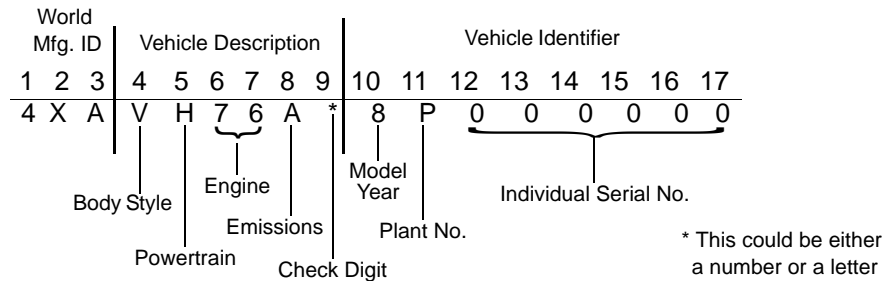 World
Mfg. ID Vehicle Description Vehicle Identifier
1 2 3 4 5 6 7 8 9 10 11 12 13 14 15 16 17
4 X A V H 7 6 A * 8 P 0 0 0 0 0 0
Body Style
Powertrain
Engine
Emissions
Check Digit
Model
Year
Plant No.
Individual Serial No.
* This could be either
a number or a letter